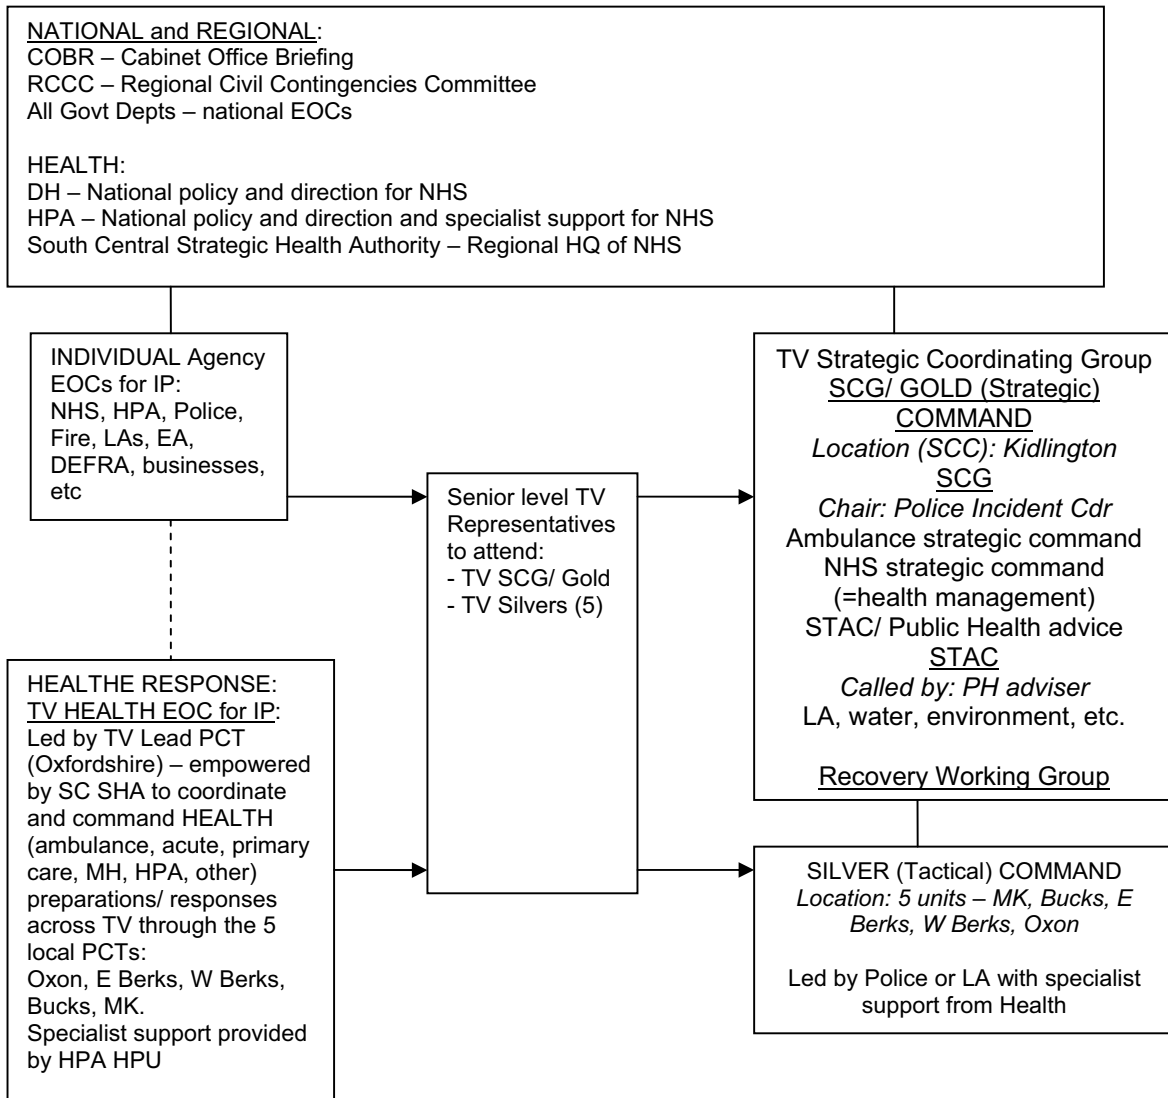 NATIONAL and REGIONAL:
COBR – Cabinet Office Briefing
RCCC – Regional Civil Contingencies Committee
All Govt Depts – national EOCs
HEALTH:
DH – National policy and direction for NHS
HPA – National policy and direction and specialist support for NHS
South Central Strategic Health Authority – Regional HQ of NHS
INDIVIDUAL Agency
EOCs for IP:
NHS, HPA, Police,
Fire, LAs, EA,
DEFRA, businesses,
etc
HEALTHE RESPONSE:
TV HEALTH EOC for IP:
Led by TV Lead PCT
(Oxfordshire) – empowered
by SC SHA to coordinate
and command HEALTH
(ambulance, acute, primary
care, MH, HPA, other)
preparations/ responses
across TV through the 5
local PCTs:
Oxon, E Berks, W Berks,
Bucks, MK.
Specialist support provided
by HPA HPU
Senior level TV
Representatives
to attend:
- TV SCG/ Gold
- TV Silvers (5)
TV Strategic Coordinating Group
SCG/ GOLD (Strategic)
COMMAND
Location (SCC): Kidlington
SCG
Chair: Police Incident Cdr
Ambulance strategic command
NHS strategic command
(=health management)
STAC/ Public Health advice
STAC
Called by: PH adviser
LA, water, environment, etc.
Recovery Working Group
SILVER (Tactical) COMMAND
Location: 5 units – MK, Bucks, E
Berks, W Berks, Oxon
Led by Police or LA with specialist
support from Health